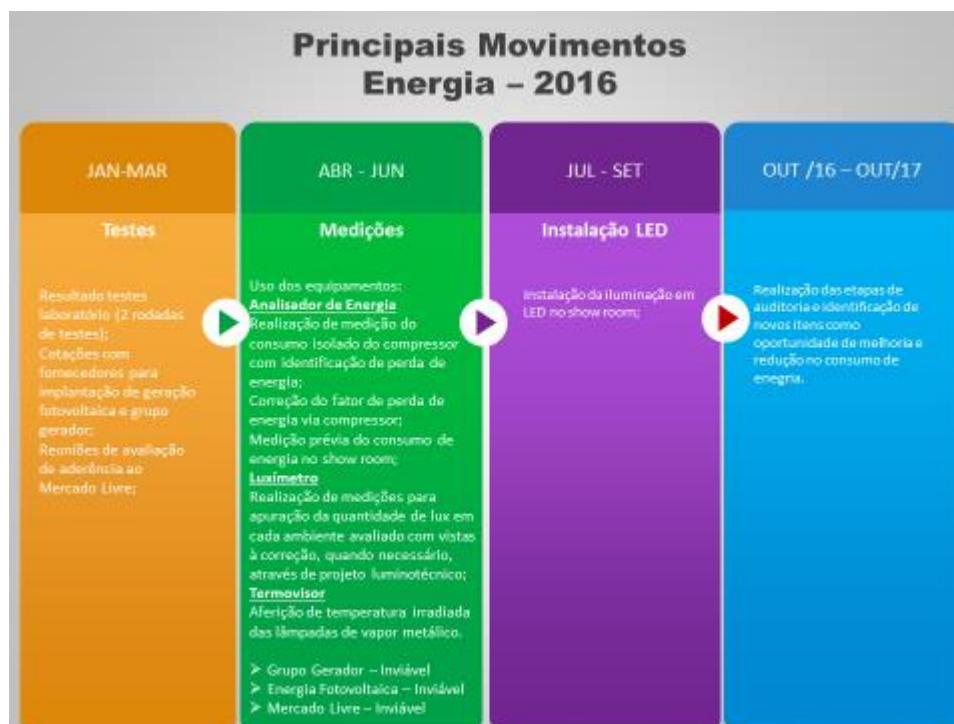 Principais Movimentos
Energia – 2016
JAN-MAR
Testes
Resultado testes
laboratório (2 rodadas
de testes);
Cotações com
fornecedores para
implantação de geração
fotovoltaica e grupo
gerador;
Reuniões de avaliação
de aderência ao
Mercado Livre;
ABR - JUN
Medições
Uso dos equipamentos:
Analisador de Energia
Realização de medição do
consumo isolado do compressor
com identificação de perda de
energia;
Correção do fator de perda de
energia via compressor;
Medição prévia do consumo de
energia no show room;
Luxímetro
Realização de medições para
apuração da quantidade de lux em
cada ambiente avaliado com vistas
à correção, quando necessário,
através de projeto luminotécnico;
Termovisor
Aferição de temperatura irradiada
das lâmpadas de vapor metálico.
➢ Grupo Gerador – Inviável
➢ Energia Fotovoltaica – Inviável
➢ Mercado Livre – Inviável
JUL - SET
Instalação LED
Instalação da iluminação em
LED no show room;
OUT /16 – OUT/17
Realização das etapas de
auditoria e identificação de
novos itens como
oportunidade de melhoria e
redução no consumo de
enegria.